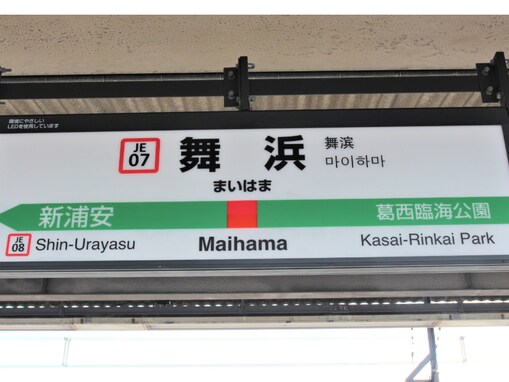 環境にやさしい
LEDを使用しています
JE
07
舞 浜
舞滨
마이하마
まいはま
新浦安
葛西臨海公園
JE
08
Shin-Urayasu
Maihama
Kasai-Rinkai Park